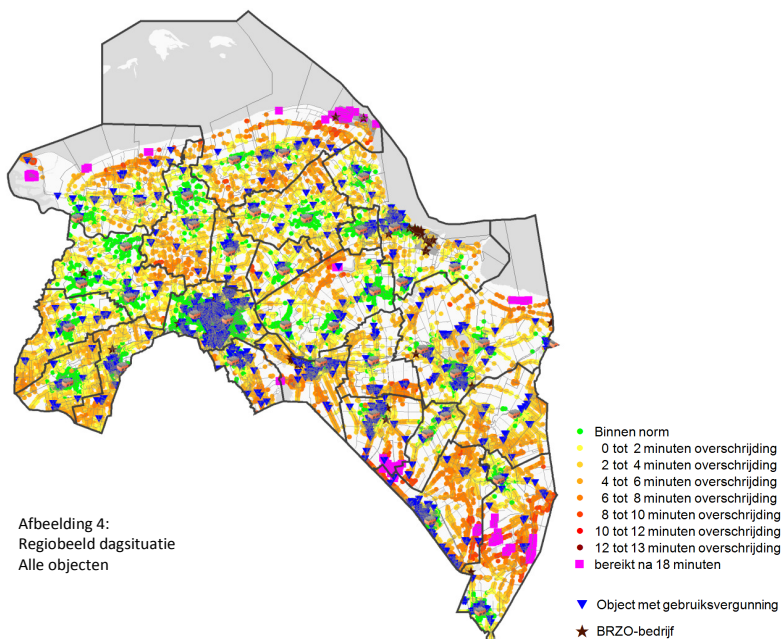 Afbeelding 4:
Regiobeeld dagsituatie
Alle objecten
Binnen norm
0 tot 2 minuten overschrijding
2 tot 4 minuten overschrijding
4 tot 6 minuten overschrijding
6 tot 8 minuten overschrijding
8 tot 10 minuten overschrijding
10 tot 12 minuten overschrijding
12 tot 13 minuten overschrijding
bereikt na 18 minuten
Object met gebruiksvergunning
BRZO-bedrijf